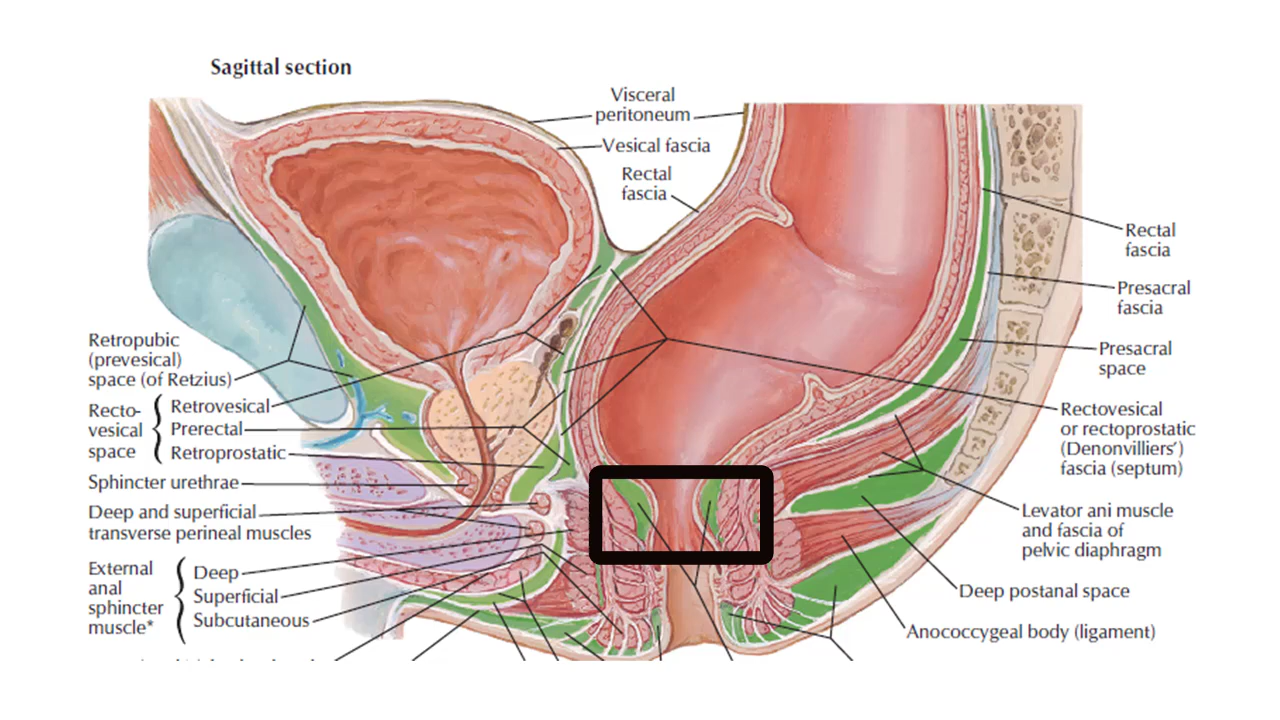 Sagittal section
Visceral
peritoneum
Vesical fascia
Rectal
fascia
Rectal
fascia
Presacral
fascia
Presacral
space
Rectovesical
or rectoprostatic
(Denonvilliers’)
fascia (septum)
Levator ani muscle
and fascia of
pelvic diaphragm
Deep postanal space
Anococcygeal body (ligament)
Retropubic
(prevesical)
space (of Retzius)
Recto-
vesical
space
Retrovesical
Prerectal
Retroprostatic
Sphincter urethrae
Deep and superficial
transverse perineal muscles
External
anal
sphincter
muscle*
Deep
Superficial
Subcutaneous